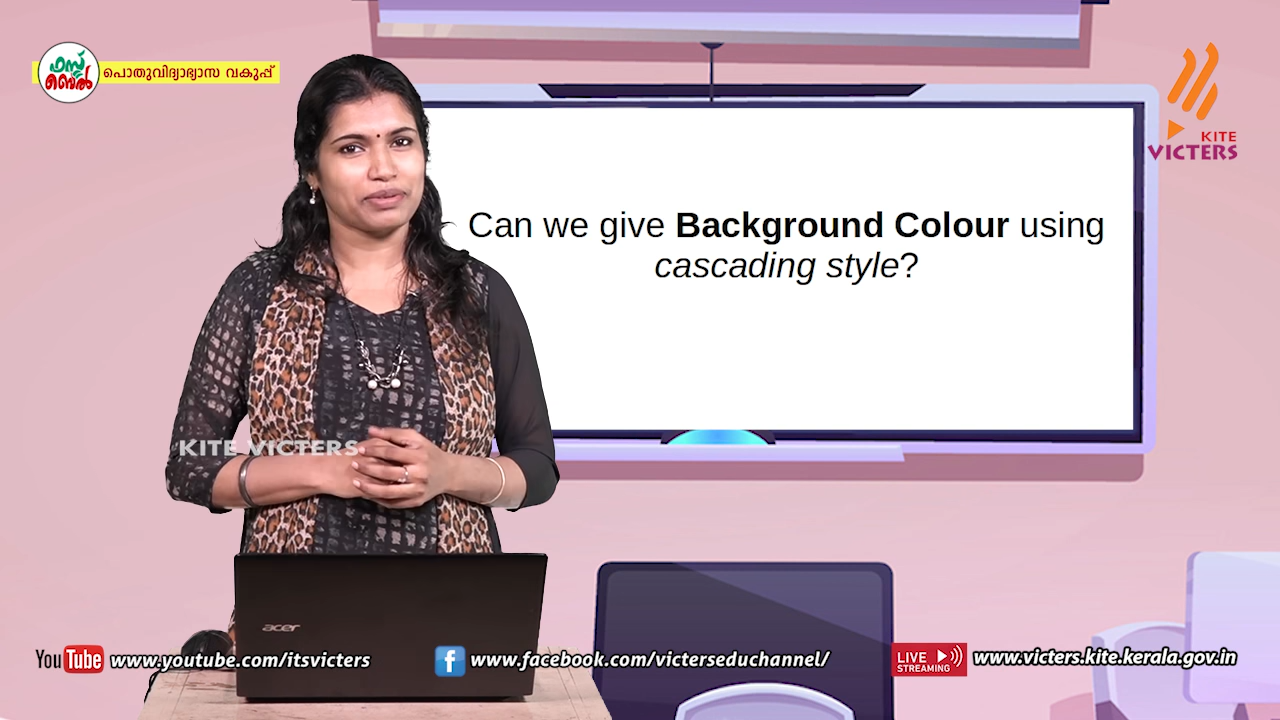 ഫസ്റ്റ്
ബെൽ
പൊതുവിദ്യാഭ്യാസ വകുപ്പ്
KITE
VICTERS
Can we give Background Colour using
cascading style?
KITE VICTERS
acer
YouTube www.youtube.com/itsvicters
f www.facebook.com/victerseduchannel/
LIVE
STREAMING
www.victers.kite.kerala.gov.in